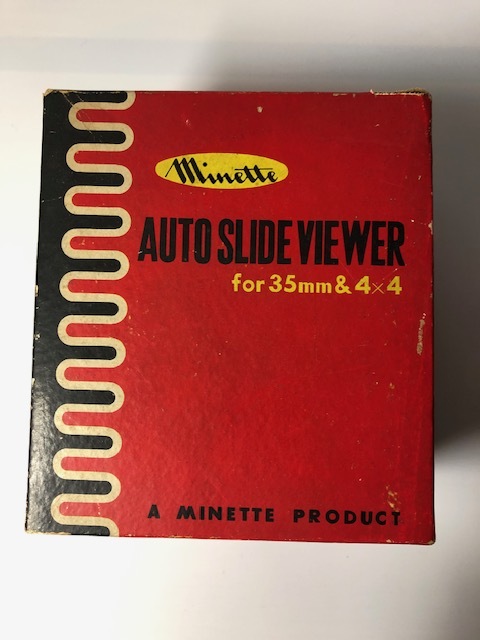 Minette
AUTO SLIDE VIEWER
for 35mm & 4×4
A MINETTE PRODUCT